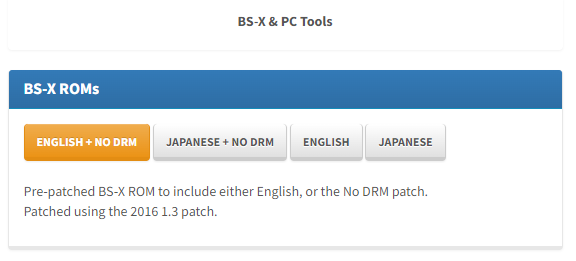 BS-X & PC Tools
BS-X ROMs
ENGLISH + NO DRM JAPANESE + NO DRM ENGLISH JAPANESE
Pre-patched BS-X ROM to include either English, or the No DRM patch.
Patched using the 2016 1.3 patch.